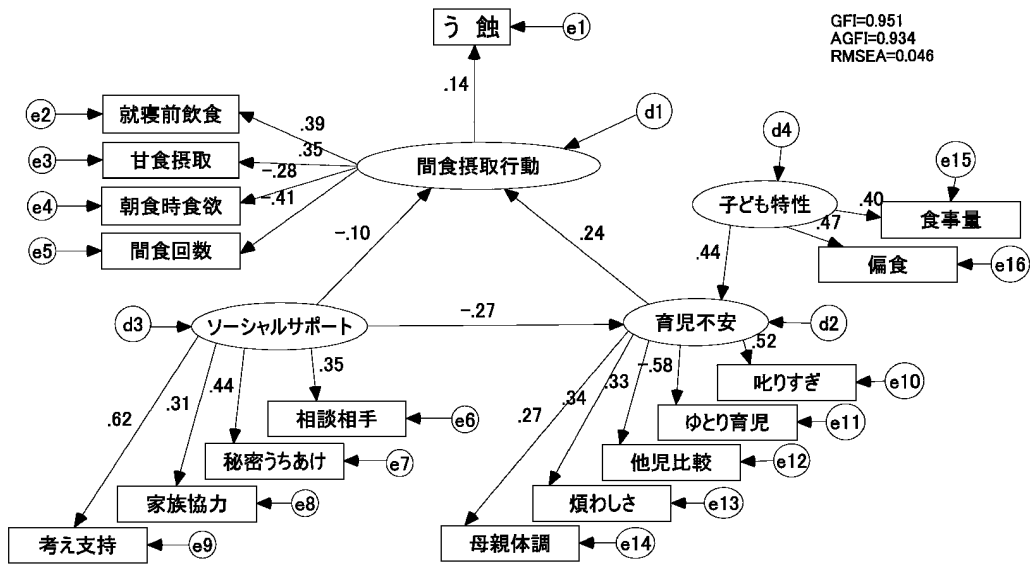 GFI=0.951
AGFI=0.934
RMSEA=0.046
う 蝕
e1
.14
e2
就寝前飲食
.39
d1
d4
e3
甘食摂取
.35
間食摂取行動
e15
-.28
e4
朝食時食欲
-.41
子ども特性
.40
食事量
e5
間食回数
.47
-.10
.24
.44
偏食
e16
d3
ソーシャルサポート
-.27
育児不安
d2
.62
.31
.44
.35
.27
.34
.33
-.58
.52
叱りすぎ
e10
相談相手
e6
ゆとり育児
e11
秘密うちあけ
e7
他児比較
e12
家族協力
e8
煩わしさ
e13
考え支持
e9
母親体調
e14